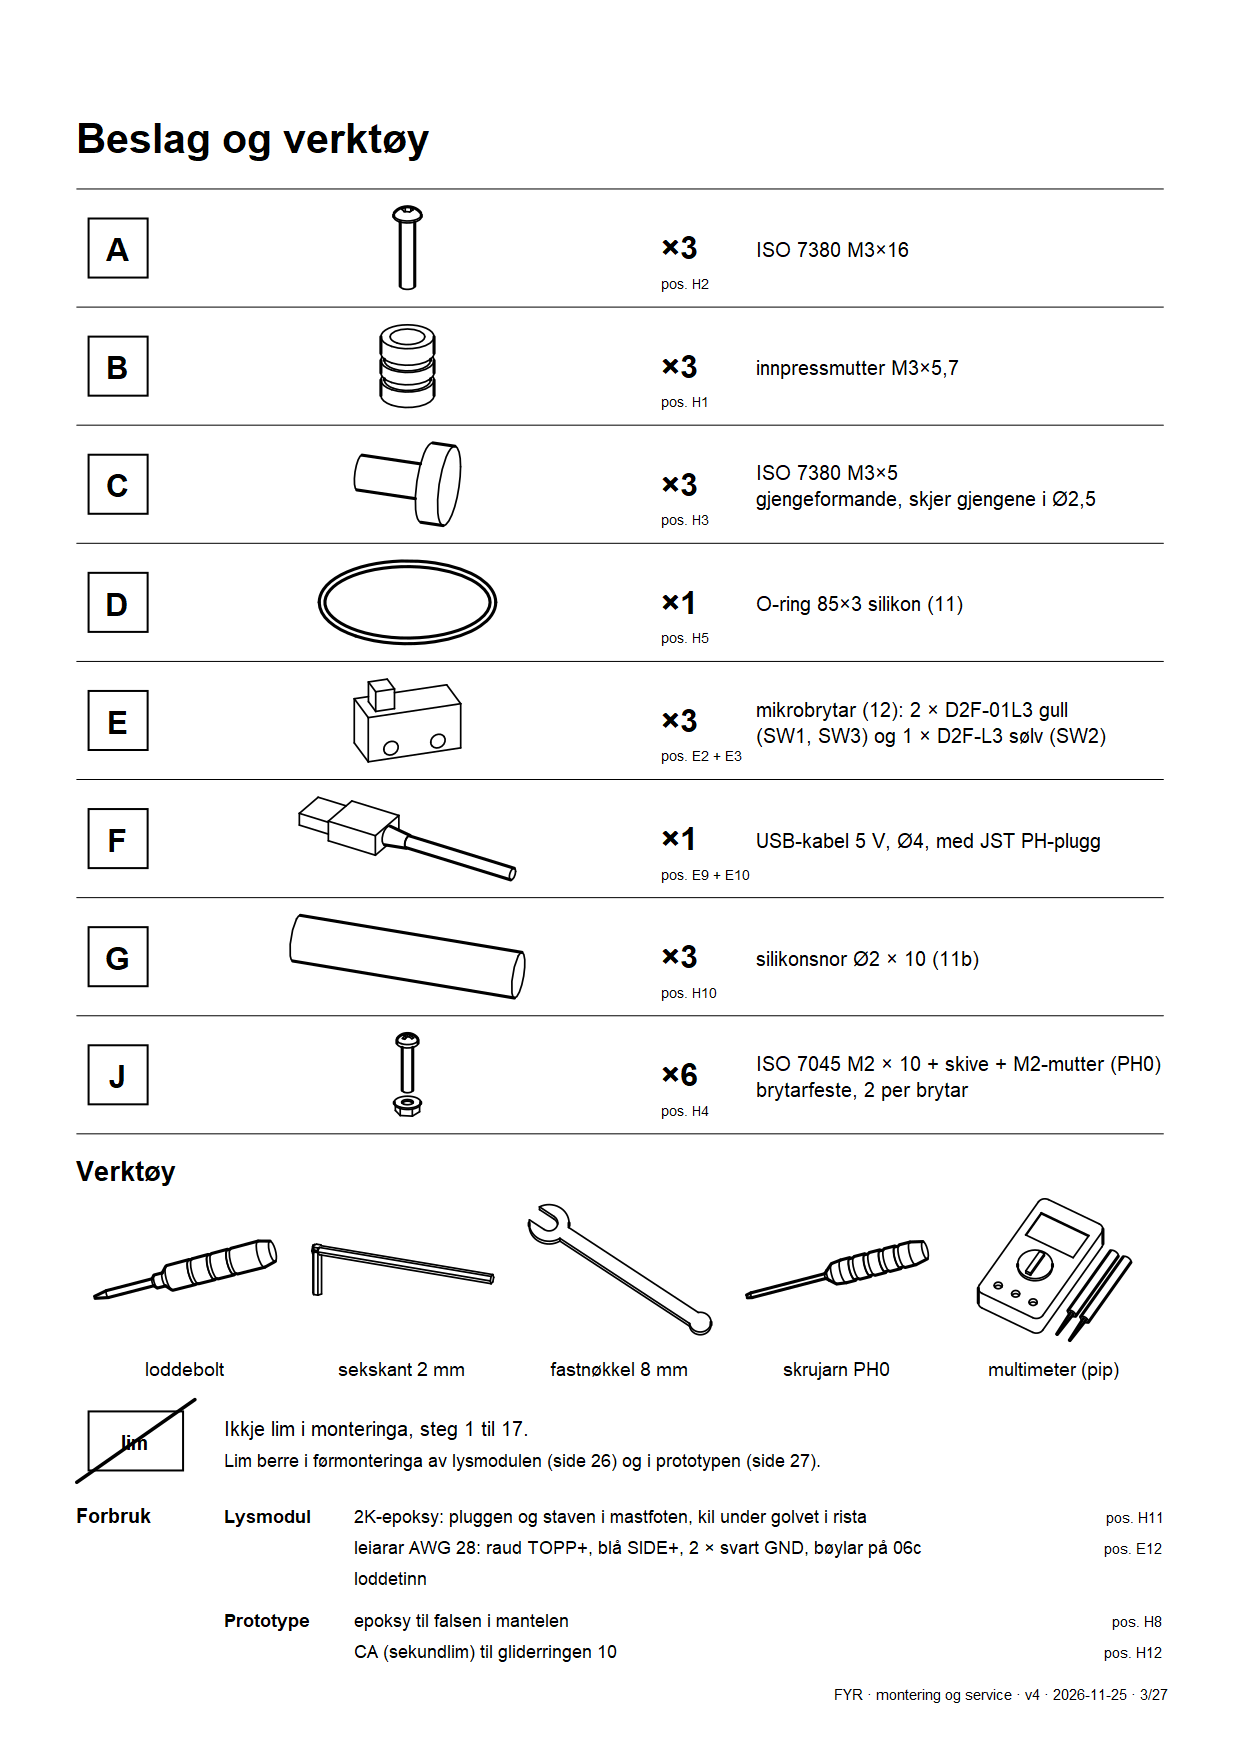 Beslag og verktøy
A
×3
pos. H2
ISO 7380 M3×16
B
×3
pos. H1
innpressmutter M3×5,7
C
×3
pos. H3
ISO 7380 M3×5
gjengeformande, skjer gjengene i Ø2,5
D
×1
pos. H5
O-ring 85×3 silikon (11)
E
×3
pos. E2 + E3
mikrobrytar (12): 2 × D2F-01L3 gull
(SW1, SW3) og 1 × D2F-L3 sølv (SW2)
F
×1
pos. E9 + E10
USB-kabel 5 V, Ø4, med JST PH-plugg
G
×3
pos. H10
silikonsnor Ø2 × 10 (11b)
J
×6
pos. H4
ISO 7045 M2 × 10 + skive + M2-mutter (PH0)
brytarfeste, 2 per brytar
Verktøy
loddebolt
sekskant 2 mm
fastnøkkel 8 mm
skrujarn PH0
multimeter (pip)
lim
Ikkje lim i monteringa, steg 1 til 17.
Lim berre i førmonteringa av lysmodulen (side 26) og i prototypen (side 27).
Forbruk
Lysmodul
2K-epoksy: pluggen og staven i mastfoten, kil under golvet i rista
pos. H11
leiarar AWG 28: raud TOPP+, blå SIDE+, 2 × svart GND, bøylar på 06c
pos. E12
loddetinn
Prototype
epoksy til falsen i mantelen
pos. H8
CA (sekundlim) til gliderringen 10
pos. H12
FYR · montering og service · v4 · 2026-11-25 · 3/27